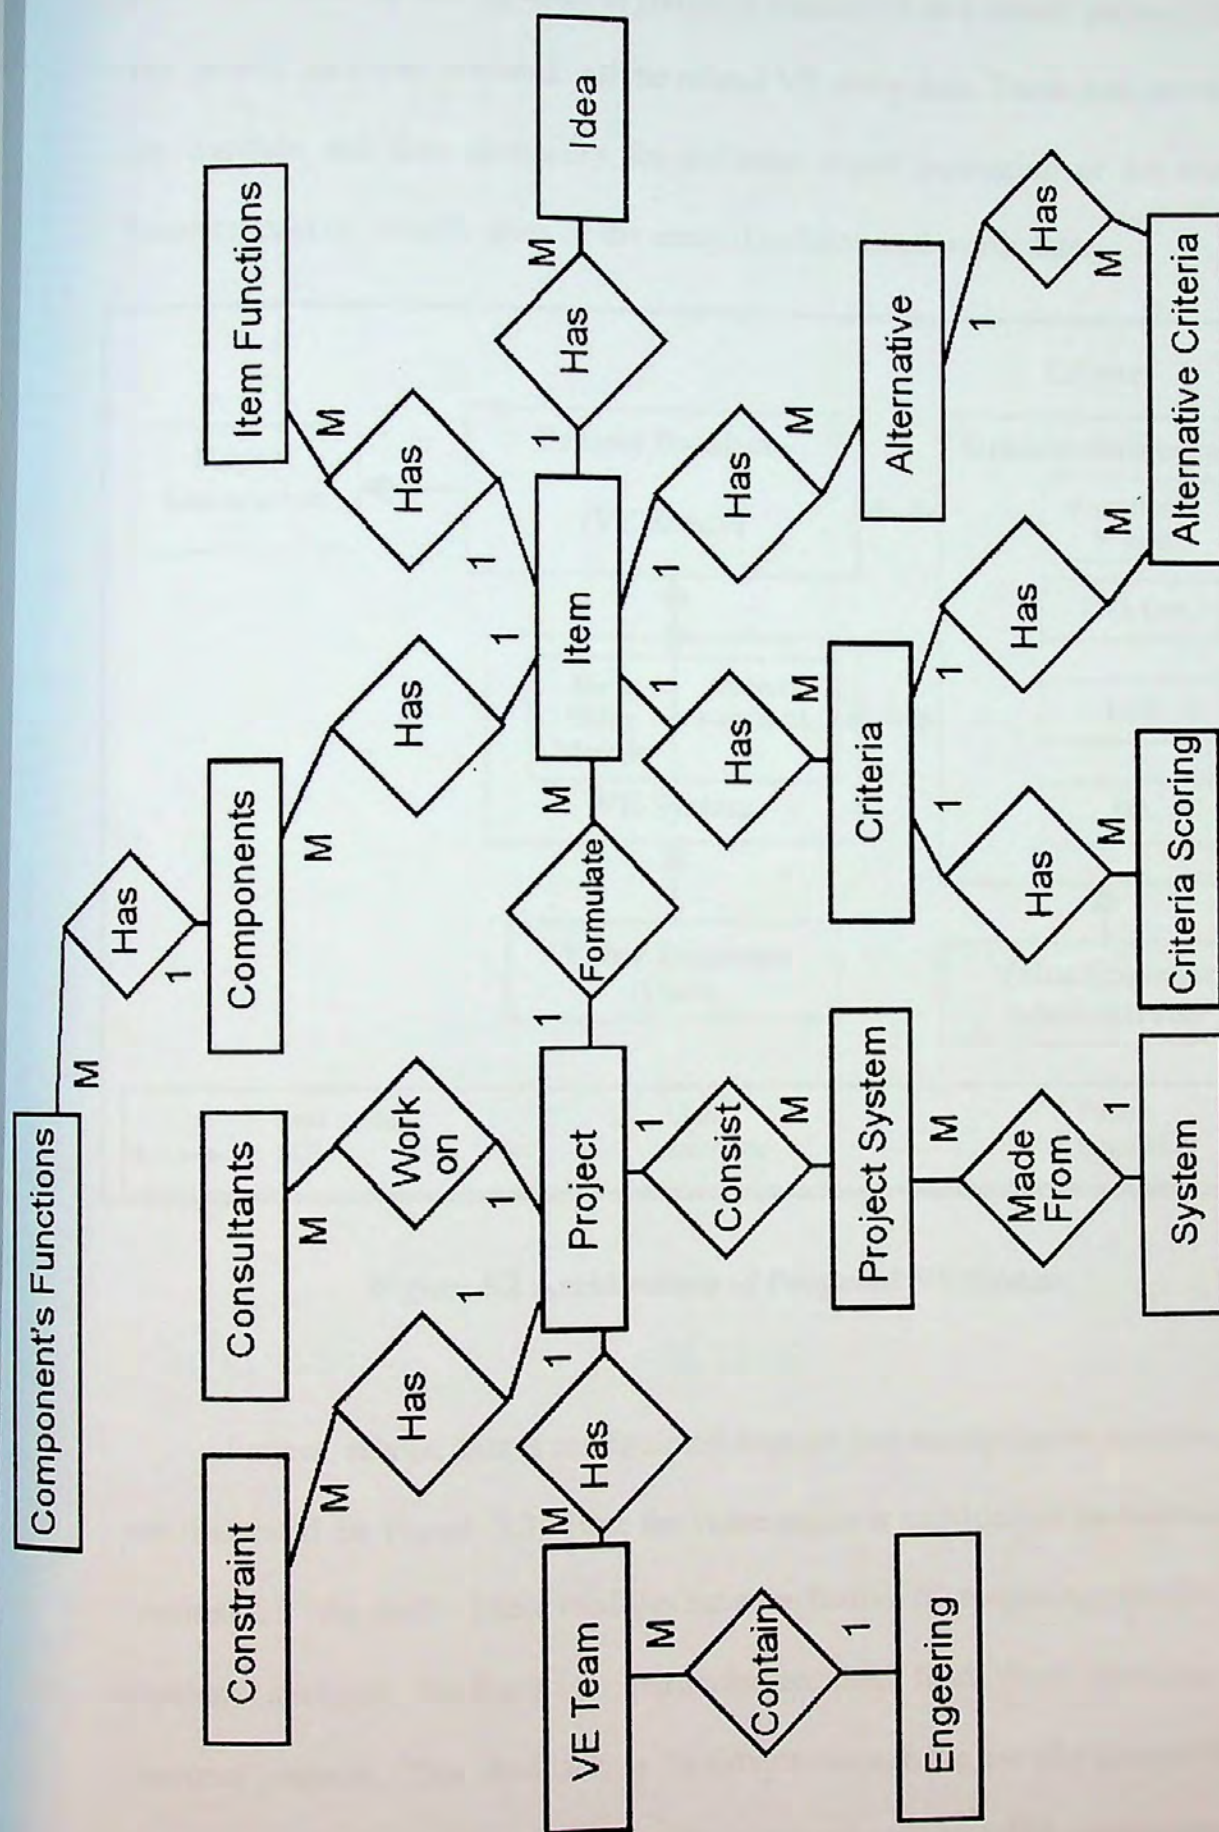 Component's Functions
M
Has
1
Constraint
Consultants
Components
Item Functions
M
M
M
M
Has
Work
on
Has
Has
1
1
1
1
VE Team
M
Has
1
Project
1
Formulate
M
Item
1
Has
M
Idea
M
1
1
1
Contain
Consist
Has
Has
1
M
M
M
Engeering
Project System
Criteria
Alternative
M
1
1
1
Made
From
Has
Has
Has
1
M
M
M
System
Criteria Scoring
Alternative Criteria